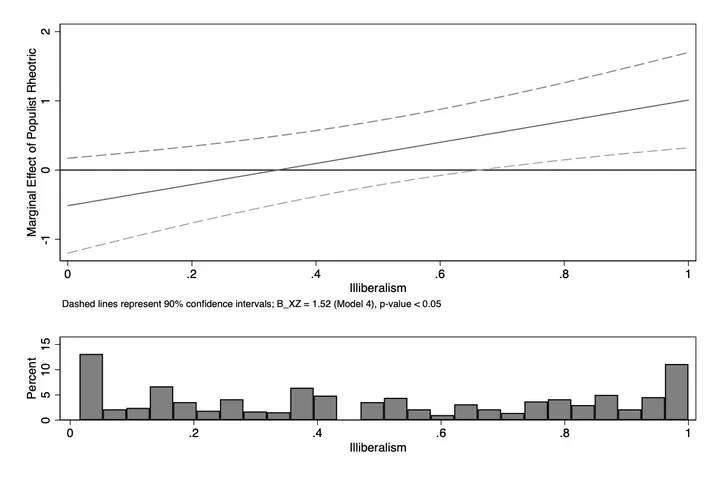 Marginal Effect of Populist Rheotric
2
1
0
-1
0 .2 .4 .6 .8 1
Illiberalism
Dashed lines represent 90% confidence intervals; B_XZ = 1.52 (Model 4), p-value < 0.05
Percent
15
10
5
0
0 .2 .4 .6 .8 1
Illiberalism